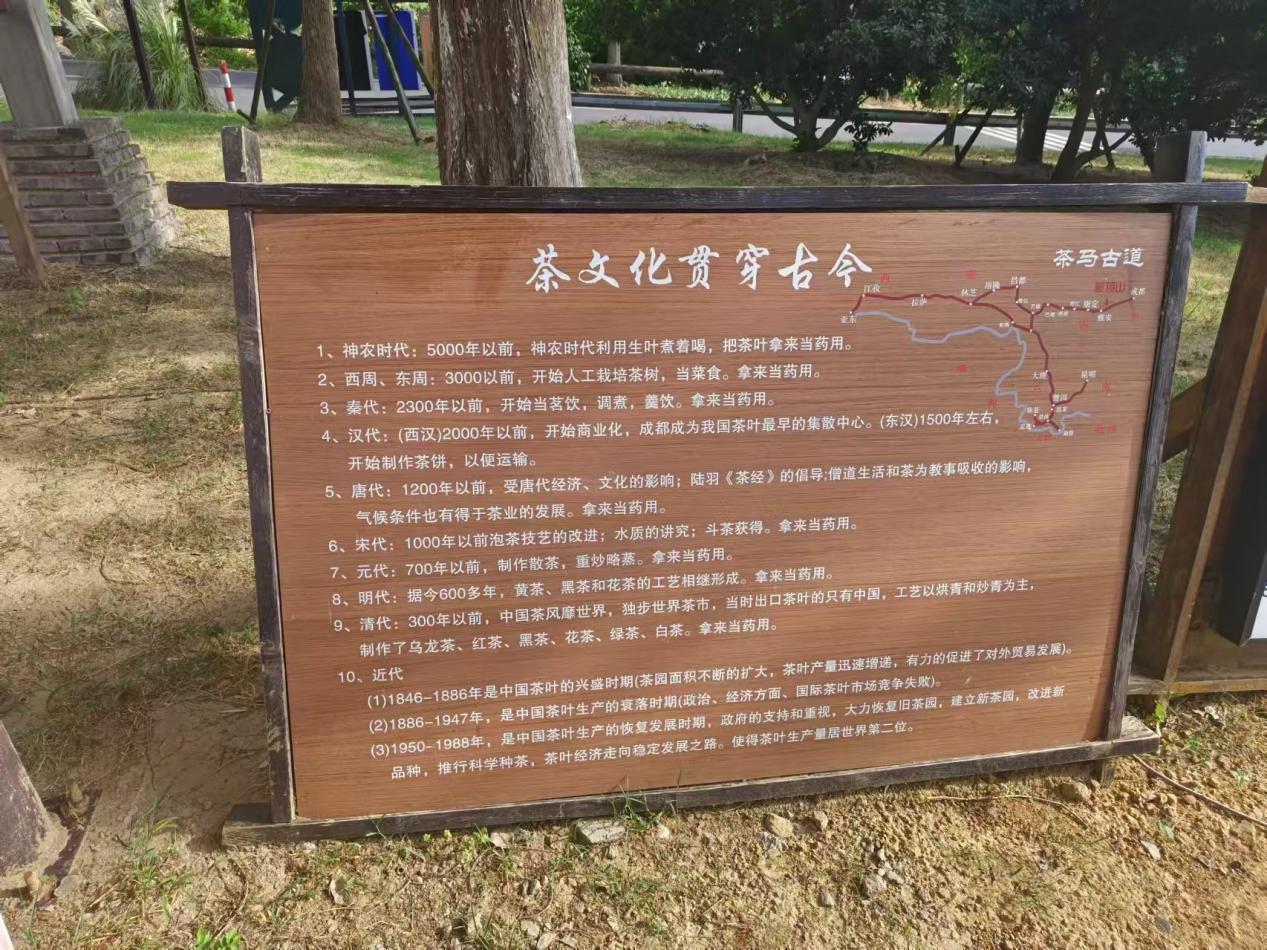 茶文化贯穿古今
茶马古道
蒙顶山
江孜
拉萨
林芝
昌都
康定
成都
雅安
亚东
大理
昆明
普洱
1、神农时代：5000年以前，神农时代利用生叶煮着喝，把茶叶拿来当药用。
2、西周、东周：3000以前，开始人工栽培茶树，当菜食。拿来当药用。
3、秦代：2300年以前，开始当茗饮，调煮，羹饮。拿来当药用。
4、汉代：(西汉)2000年以前，开始商业化，成都成为我国茶叶最早的集散中心。(东汉)1500年左右，
开始制作茶饼，以便运输。
5、唐代：1200年以前，受唐代经济、文化的影响；陆羽《茶经》的倡导;僧道生活和茶为教事吸收的影响，
气候条件也有得于茶业的发展。拿来当药用。
6、宋代：1000年以前泡茶技艺的改进；水质的讲究；斗茶获得。拿来当药用。
7、元代：700年以前，制作散茶，重炒略蒸。拿来当药用。
8、明代：据今600多年，黄茶、黑茶和花茶的工艺相继形成。拿来当药用。
9、清代：300年以前，中国茶风靡世界，独步世界茶市，当时出口茶叶的只有中国，工艺以烘青和炒青为主，
制作了乌龙茶、红茶、黑茶、花茶、绿茶、白茶。拿来当药用。
10、近代
(1)1846-1886年是中国茶叶的兴盛时期(茶园面积不断的扩大，茶叶产量迅速增递，有力的促进了对外贸易发展)。
(2)1886-1947年，是中国茶叶生产的衰落时期(政治、经济方面、国际茶叶市场竞争失败)。
(3)1950-1988年，是中国茶叶生产的恢复发展时期，政府的支持和重视，大力恢复旧茶园，建立新茶园，改进新
品种，推行科学种茶，茶叶经济走向稳定发展之路。使得茶叶生产量居世界第二位。